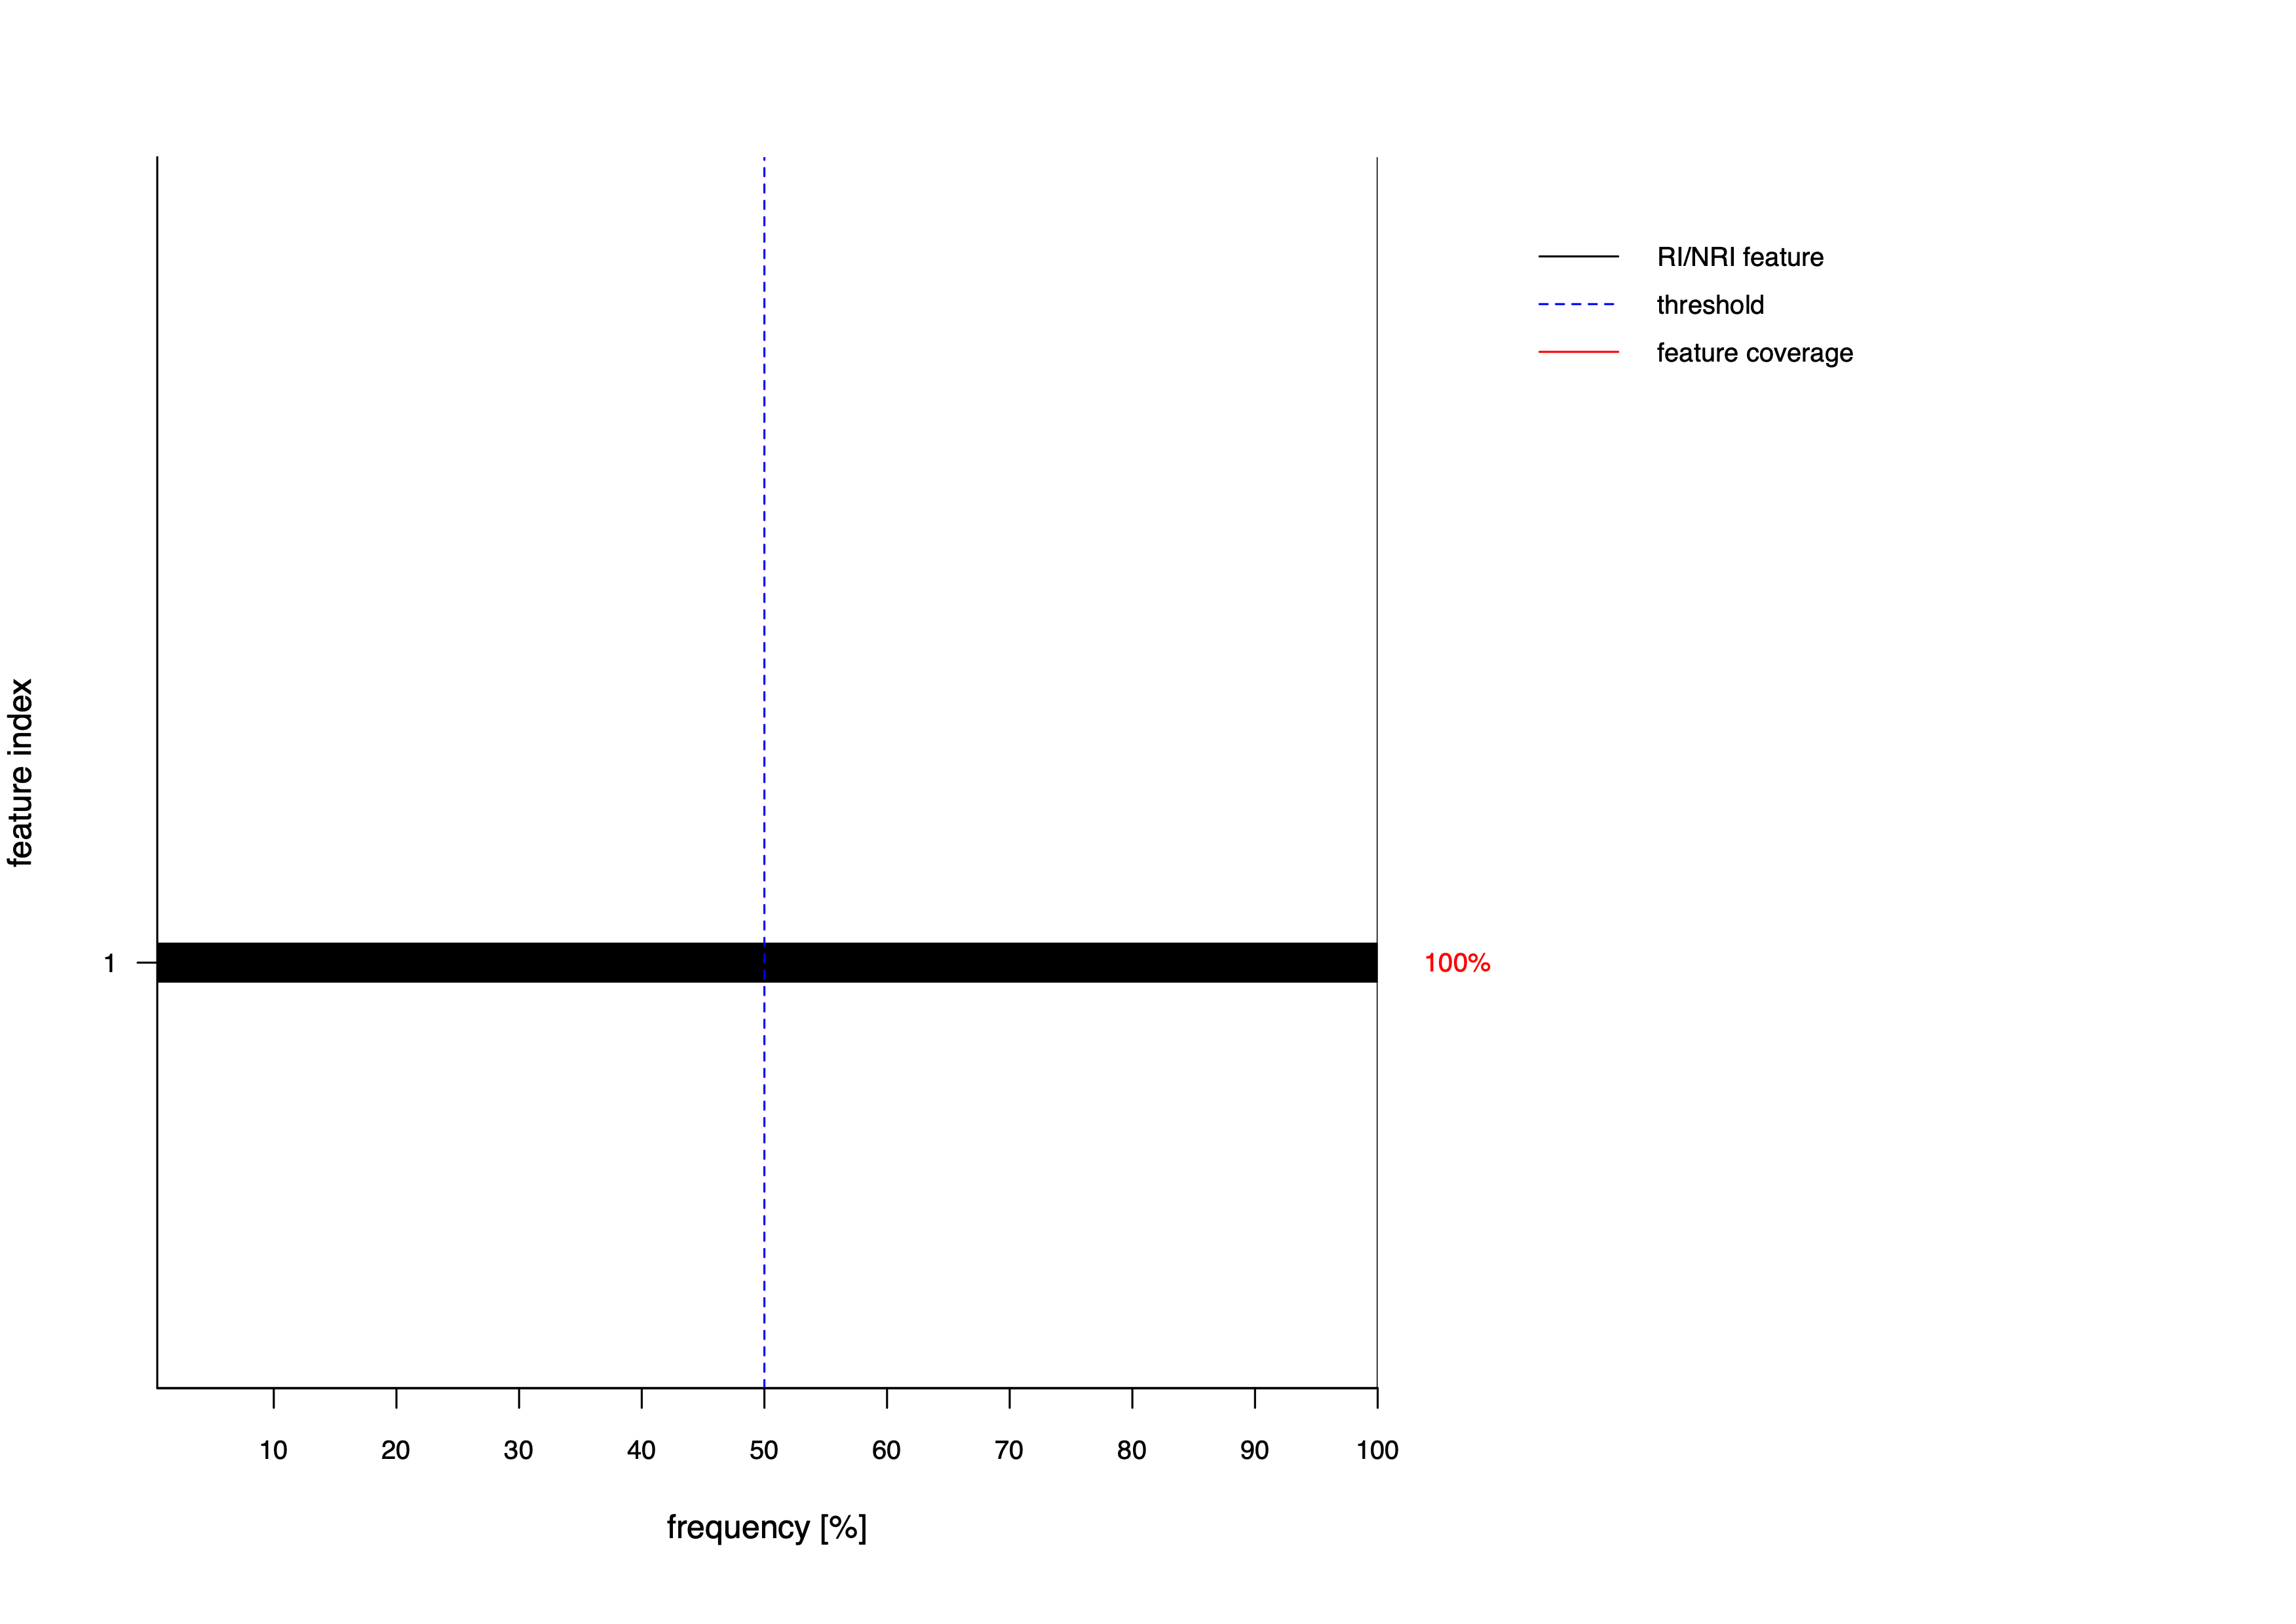 RI/NRI feature
threshold
feature coverage
feature index
1
100%
10 20 30 40 50 60 70 80 90 100
frequency [%]